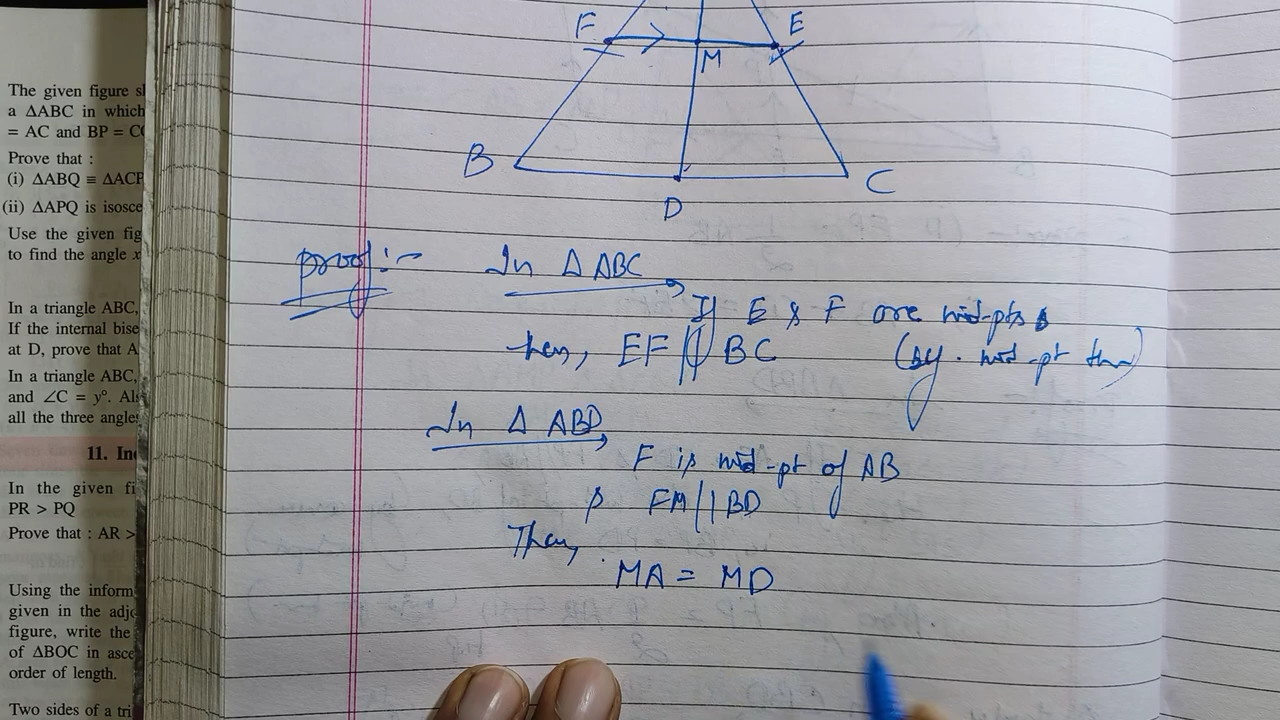 The given figure s
a ΔABC in which
= AC and BP = C
Prove that :
(i) ΔABQ ≡ ΔACP
(ii) ΔAPQ is isosce
Use the given fig
to find the angle x
In a triangle ABC,
If the internal bise
at D, prove that A
In a triangle ABC,
and ∠C = y°. Als
all the three angles
11. In
In the given fi
PR > PQ
Prove that : AR >
Using the inform
given in the adj
figure, write the
of ΔBOC in asce
order of length.
Two sides of a tri
F M E
B D C
proof :-
In Δ ABC
If E & F are mid-pts
then, EF || BC (by. mid-pt thm)
In Δ ABD
F is mid-pt of AB
& FM || BD
Then,
MA = MD